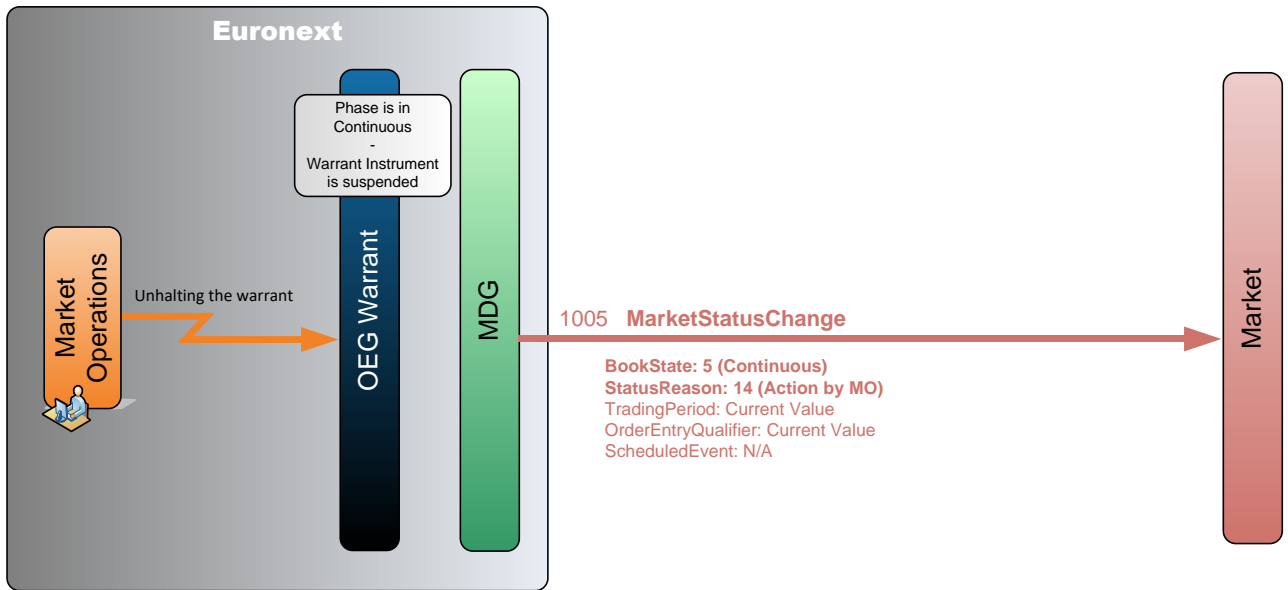 Euronext
Phase is in
Continuous
-
Warrant Instrument
is suspended
Market
Operations
Unhalting the warrant
OEG Warrant
MDG
1005 MarketStatusChange
BookState: 5 (Continuous)
StatusReason: 14 (Action by MO)
TradingPeriod: Current Value
OrderEntryQualifier: Current Value
ScheduledEvent: N/A
Market